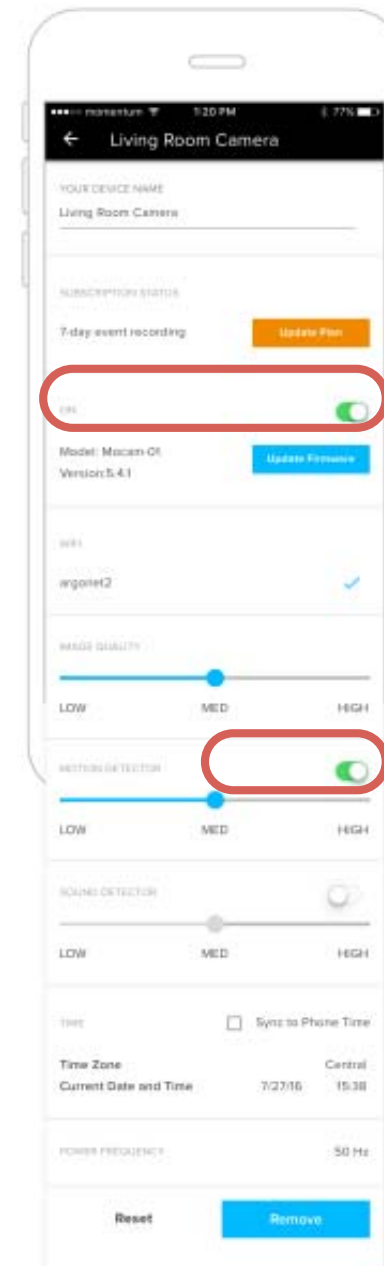 momentum 1:20 PM 77%
Living Room Camera
YOUR DEVICE NAME
Living Room Camera
SUBSCRIPTION STATUS
7-day event recording Update Plan
ON
Model: Mocam-01 Update Firmware
Version:5.4.1
WIFI
argonet2
IMAGE QUALITY
LOW MED HIGH
MOTION DETECTOR
LOW MED HIGH
SOUND DETECTOR
LOW MED HIGH
TIME Sync to Phone Time
Time Zone Central
Current Date and Time 7/27/16 15:38
POWER FREQUENCY 50 Hz
Reset Remove